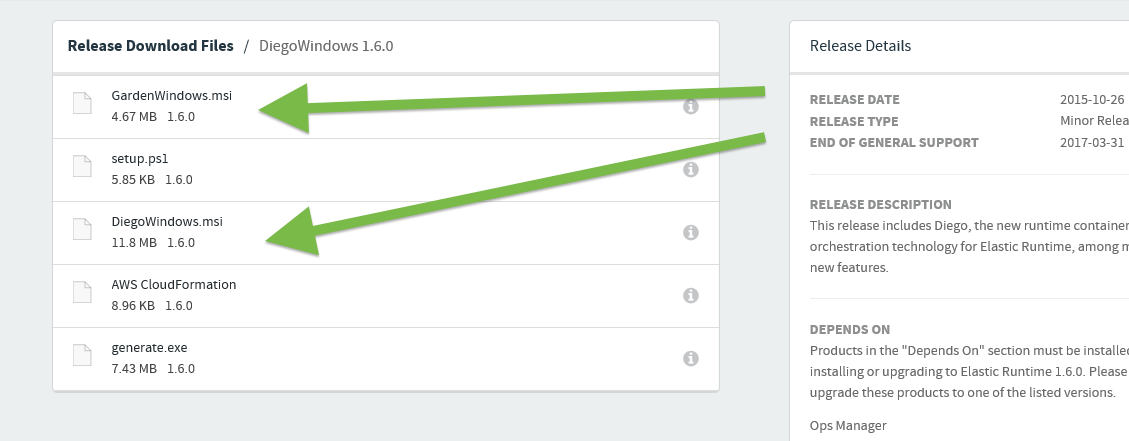 Release Download Files / DiegoWindows 1.6.0
GardenWindows.msi
4.67 MB 1.6.0
setup.ps1
5.85 KB 1.6.0
DiegoWindows.msi
11.8 MB 1.6.0
AWS CloudFormation
8.96 KB 1.6.0
generate.exe
7.43 MB 1.6.0
Release Details
RELEASE DATE 2015-10-26
RELEASE TYPE Minor Relea
END OF GENERAL SUPPORT 2017-03-31
RELEASE DESCRIPTION
This release includes Diego, the new runtime container
orchestration technology for Elastic Runtime, among m
new features.
DEPENDS ON
Products in the "Depends On" section must be installed
installing or upgrading to Elastic Runtime 1.6.0. Please
upgrade these products to one of the listed versions.
Ops Manager